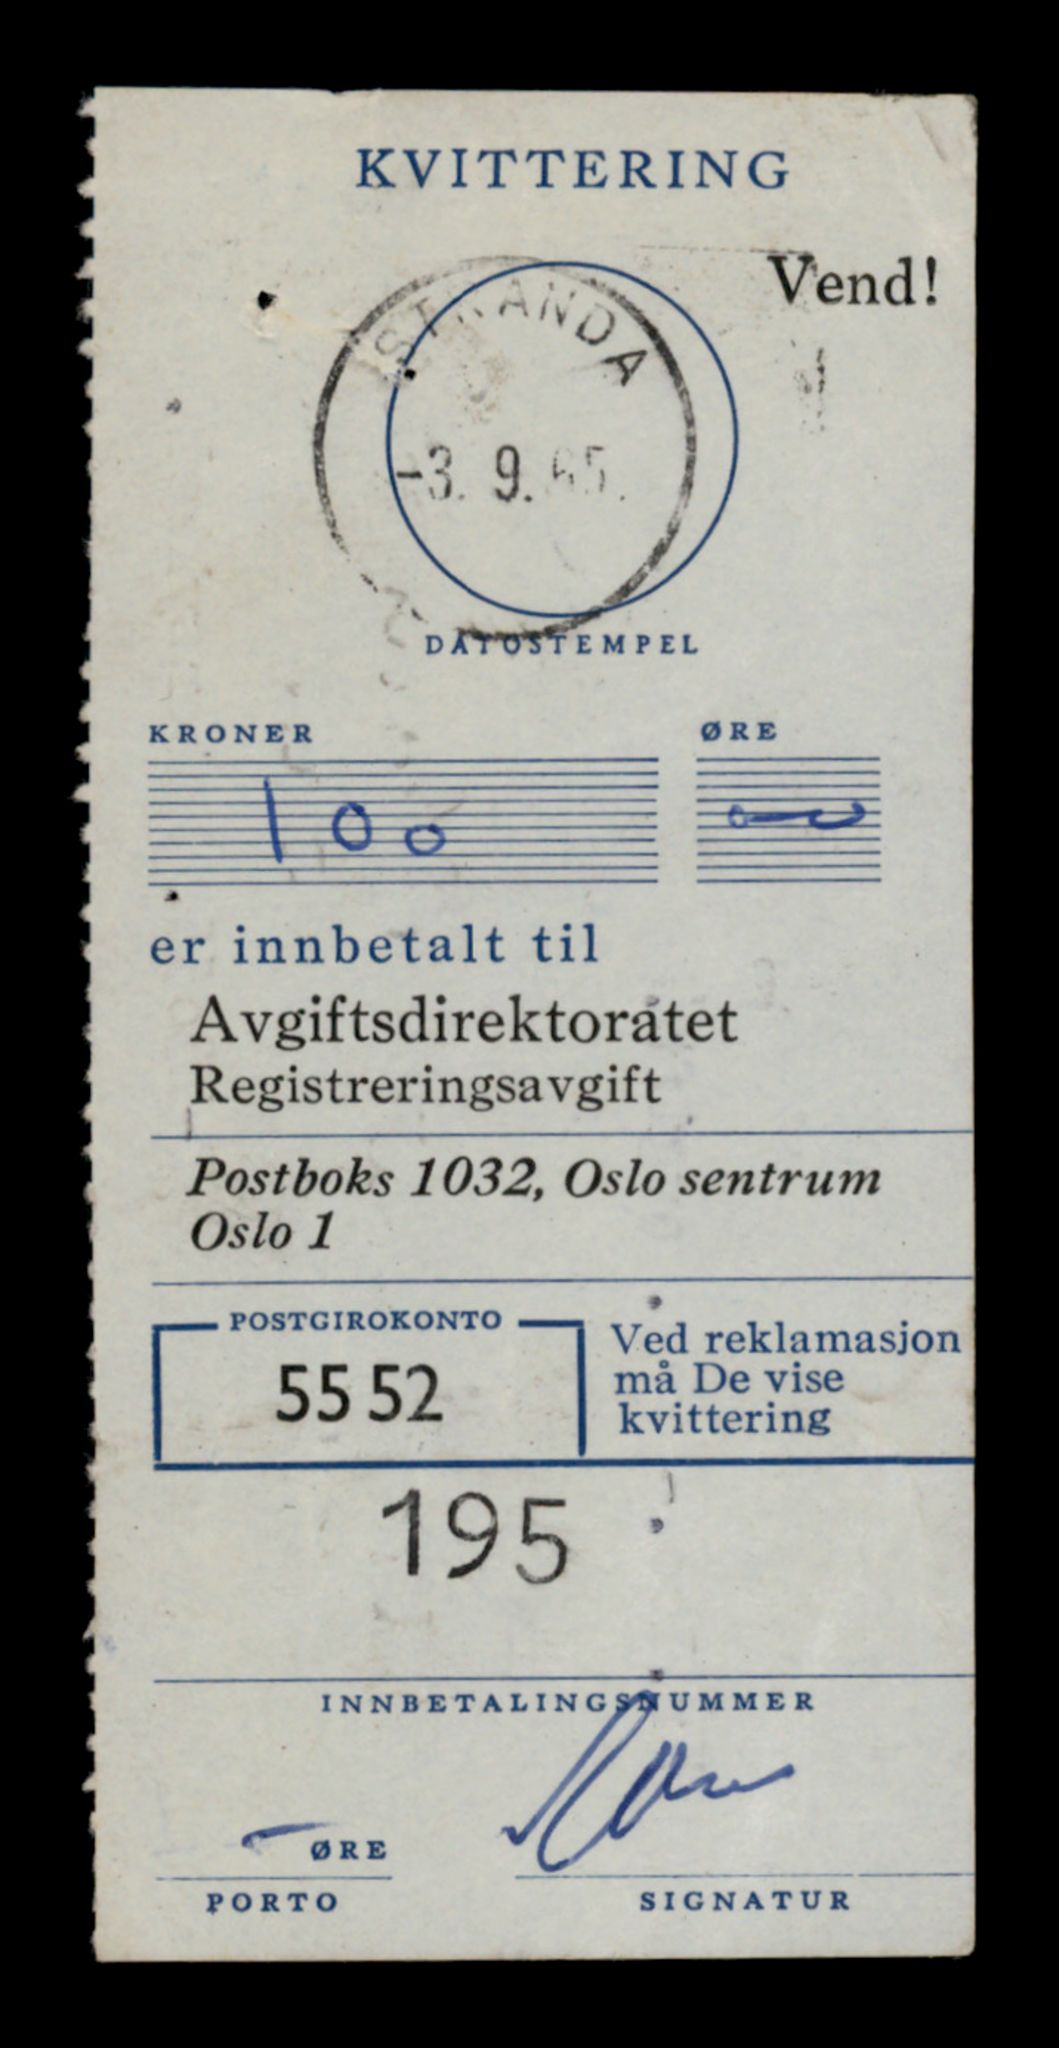 KVITTERING
Vend!
STRANDA
-3. 9. 65.
DATOSTEMPEL
KRONER ØRE
100 —
er innbetalt til
Avgiftsdirektoratet
Registreringsavgift
Postboks 1032, Oslo sentrum
Oslo 1
POSTGIROKONTO
55 52
Ved reklamasjon
må De vise
kvittering
195
INNBETALINGSNUMMER
— ØRE
PORTO
SIGNATUR